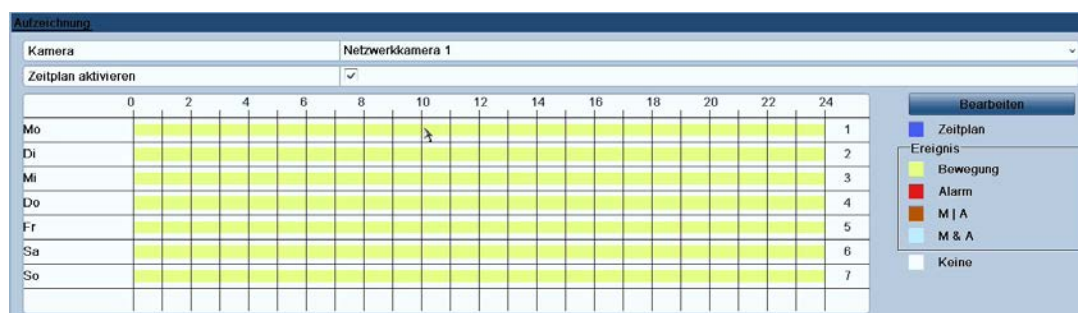 Aufzeichnung
Kamera Netzwerkkamera 1
Zeitplan aktivieren
0 2 4 6 8 10 12 14 16 18 20 22 24
Mo 1
Di 2
Mi 3
Do 4
Fr 5
Sa 6
So 7
Bearbeiten
Zeitplan
Ereignis
Bewegung
Alarm
M | A
M & A
Keine